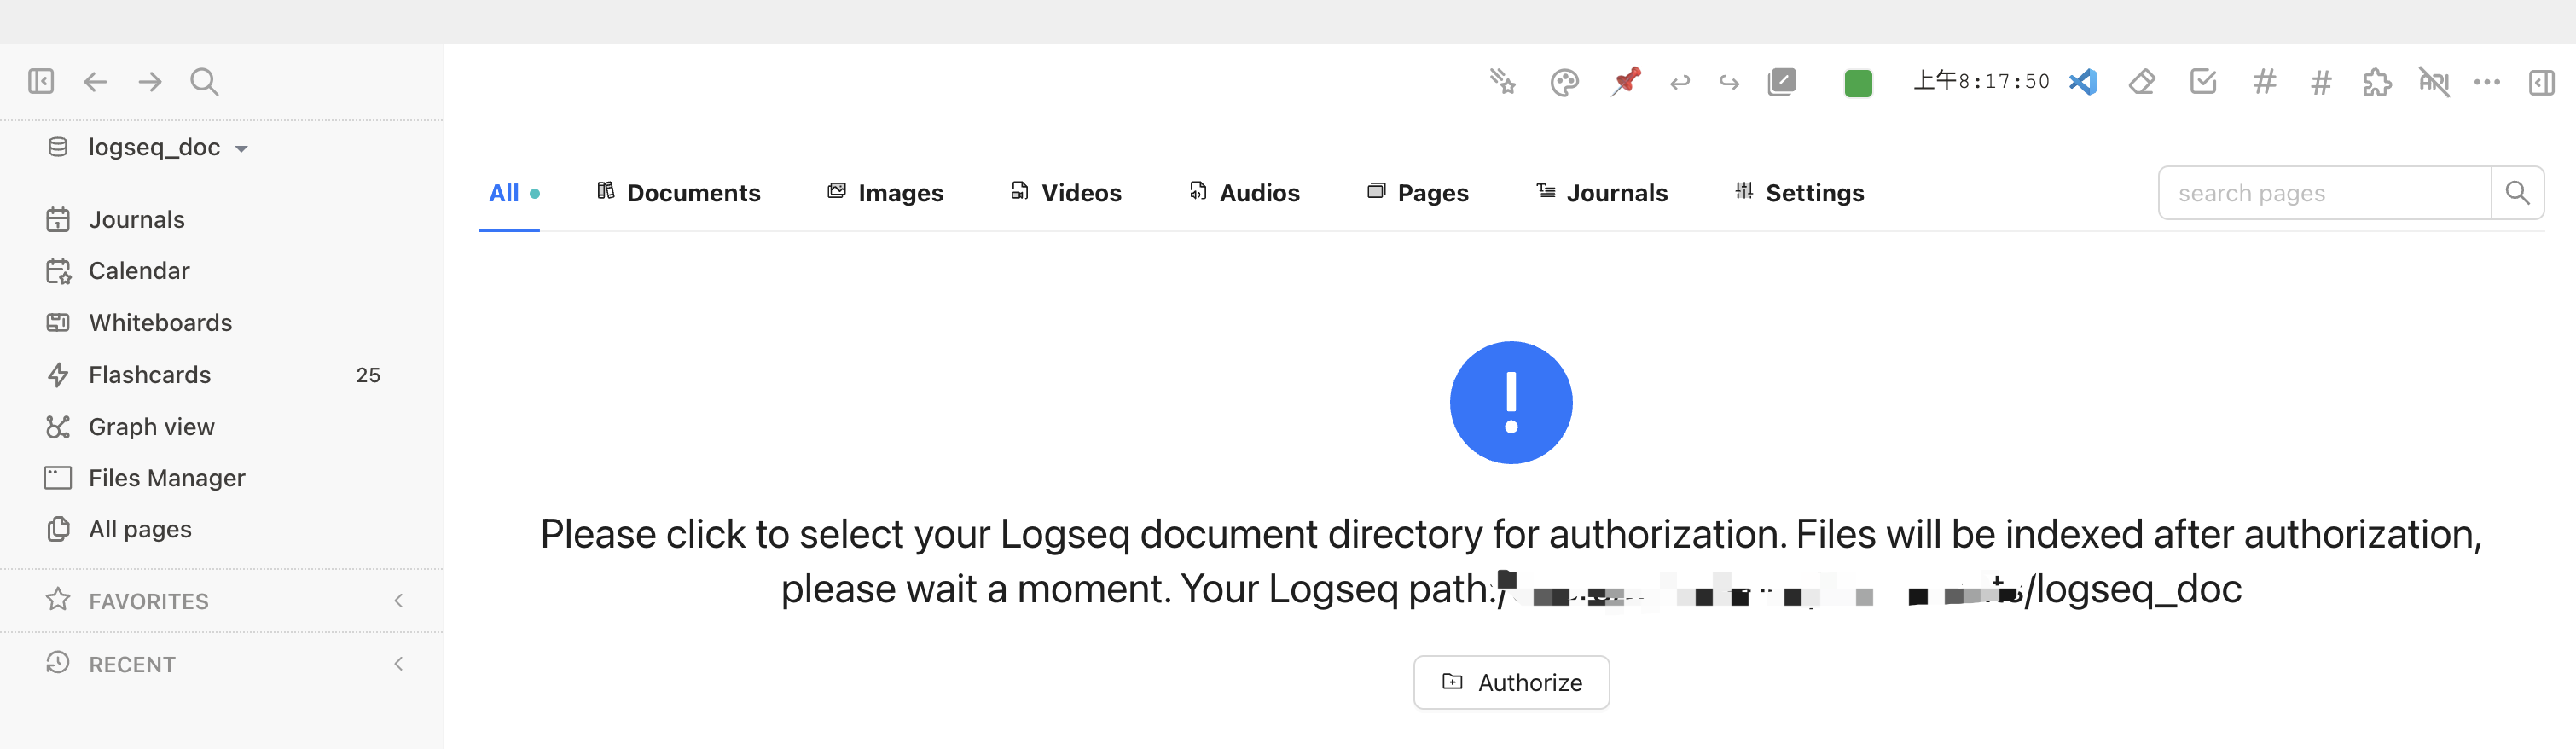 上午8:17:50
API
logseq_doc
Journals
Calendar
Whiteboards
Flashcards 25
Graph view
Files Manager
All pages
FAVORITES
RECENT
All Documents Images Videos Audios Pages Journals Settings
search pages
Please click to select your Logseq document directory for authorization. Files will be indexed after authorization,
please wait a moment. Your Logseq path:/ /logseq_doc
Authorize